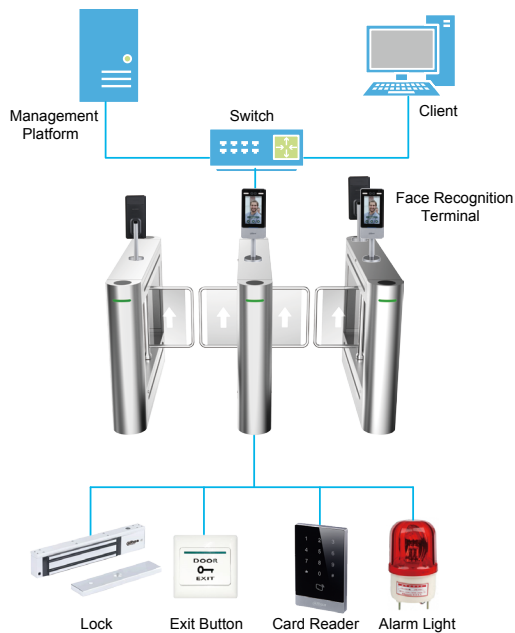 Management
Platform
Switch
Client
Face Recognition
Terminal
DOOR
EXIT
Lock
Exit Button
Card Reader
Alarm Light